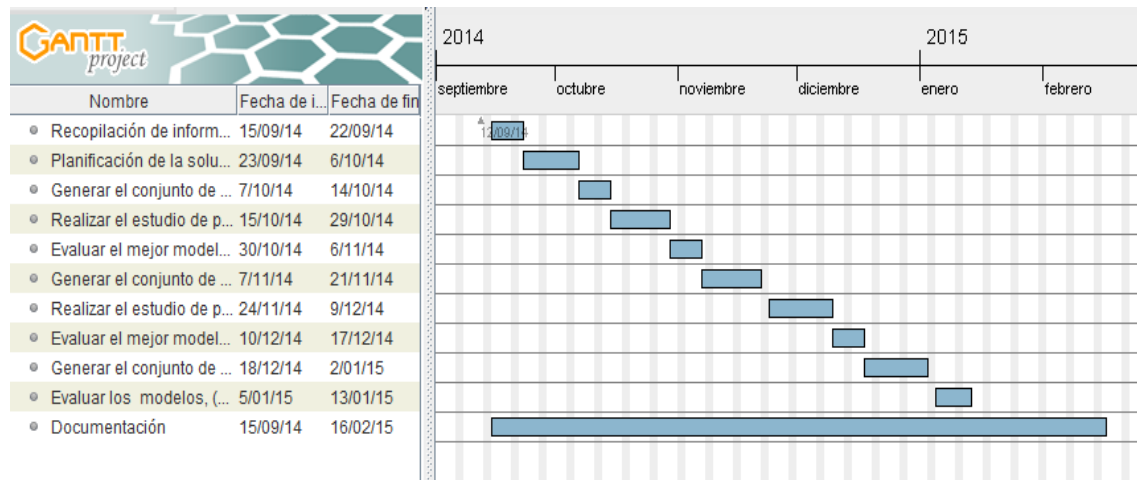 GANTT
project
2014 2015
septiembre octubre noviembre diciembre enero febrero
Nombre Fecha de i... Fecha de fin
Recopilación de inform... 15/09/14 22/09/14
12/09/14
Planificación de la solu... 23/09/14 6/10/14
Generar el conjunto de ... 7/10/14 14/10/14
Realizar el estudio de p... 15/10/14 29/10/14
Evaluar el mejor model... 30/10/14 6/11/14
Generar el conjunto de ... 7/11/14 21/11/14
Realizar el estudio de p... 24/11/14 9/12/14
Evaluar el mejor model... 10/12/14 17/12/14
Generar el conjunto de ... 18/12/14 2/01/15
Evaluar los modelos, (... 5/01/15 13/01/15
Documentación 15/09/14 16/02/15